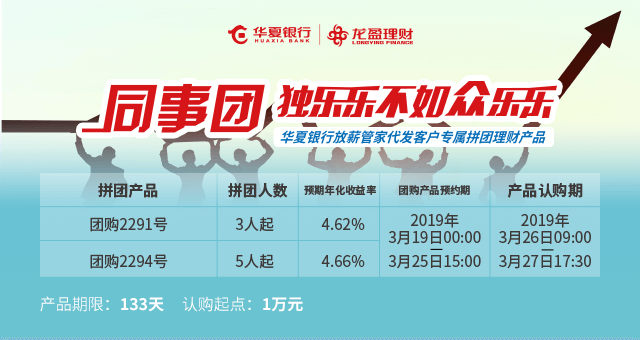 华夏银行 HUAXIA BANK 龙盈理财 LONGYING FINANCE
同事团 独乐乐不如众乐乐
华夏银行放薪管家代发客户专属拼团理财产品
拼团产品 拼团人数 预期年化收益率 团购产品预约期 产品认购期
团购2291号 3人起 4.62% 2019年 3月19日00:00 — 3月25日15:00 2019年 3月26日09:00 — 3月27日17:30
团购2294号 5人起 4.66%
产品期限：133天 认购起点：1万元